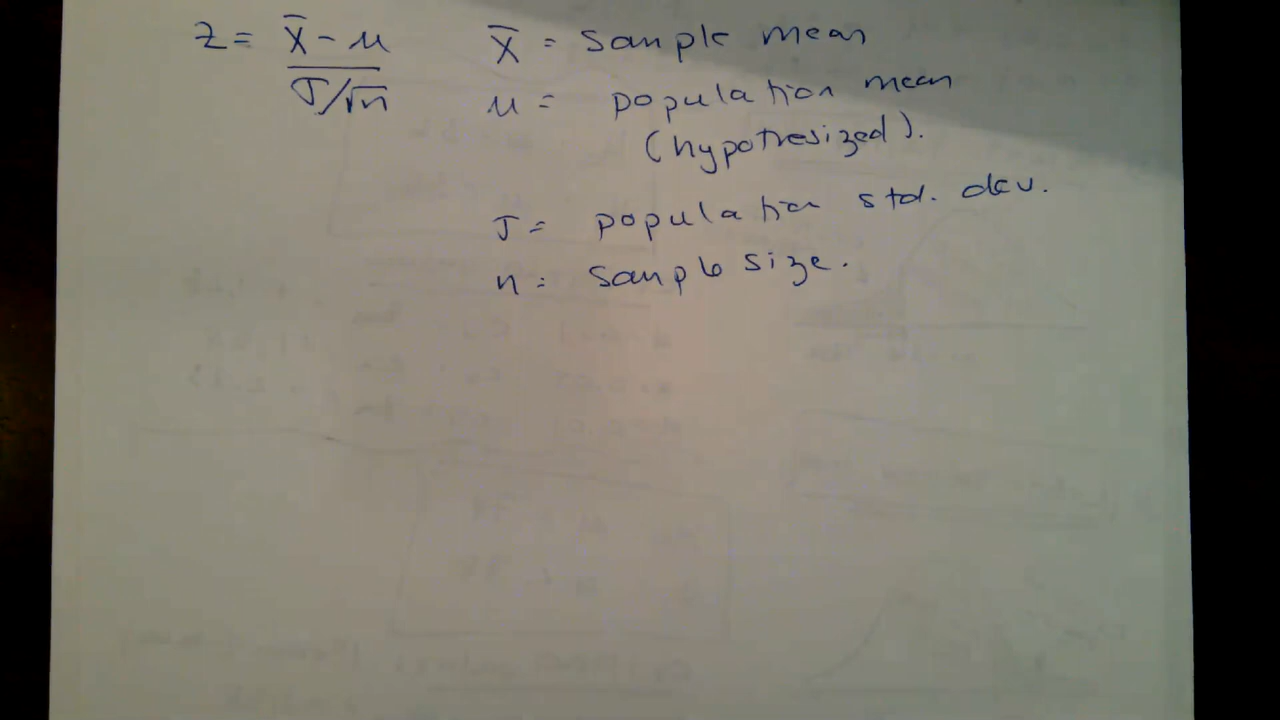 Z = (X̄ - μ) / (σ/√n)
X̄ = sample mean
μ = population mean
(hypothesized).
σ = population std. dev.
n = sample size.